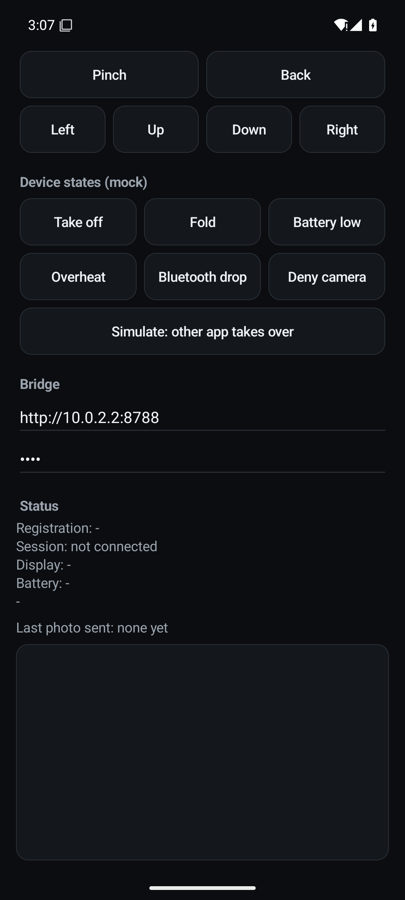 3:07
Pinch
Back
Left
Up
Down
Right
Device states (mock)
Take off
Fold
Battery low
Overheat
Bluetooth drop
Deny camera
Simulate: other app takes over
Bridge
http://10.0.2.2:8788
••••
Status
Registration: -
Session: not connected
Display: -
Battery: -
-
Last photo sent: none yet